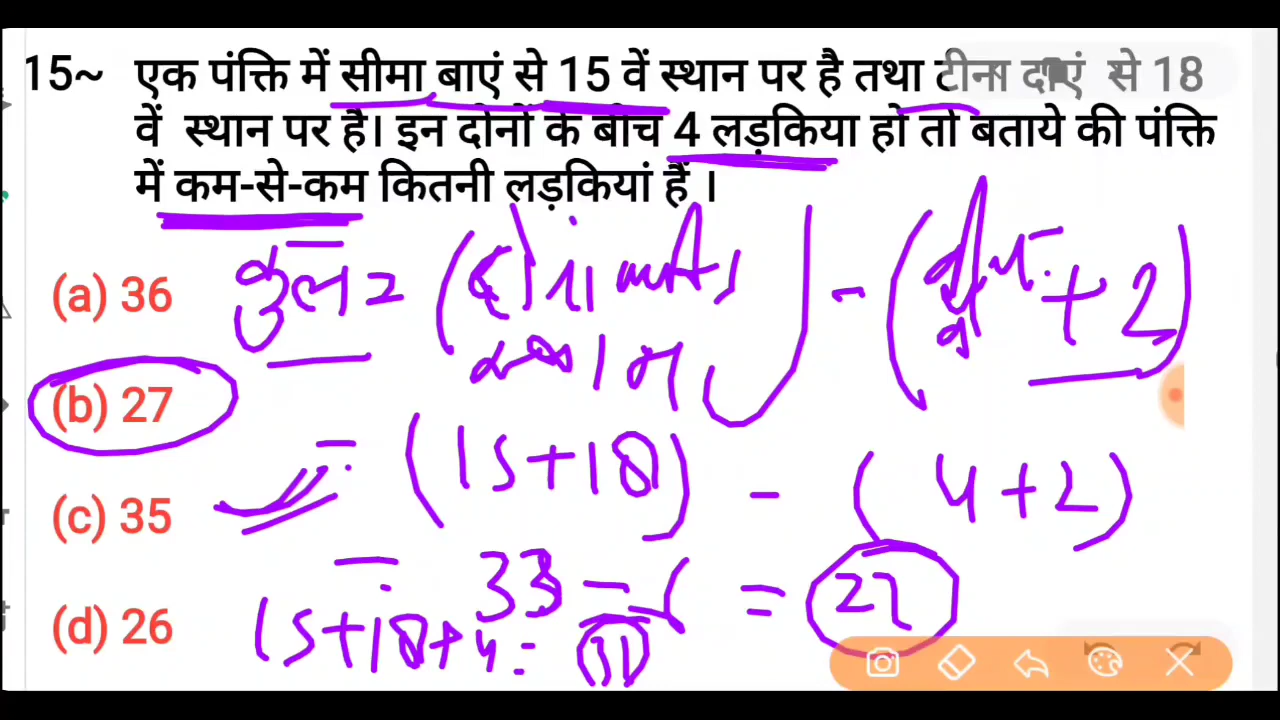 15~ एक पंक्ति में सीमा बाएं से 15 वें स्थान पर है तथा टीना दाएं से 18
वें स्थान पर है। इन दोनों के बीच 4 लड़किया हो तो बताये की पंक्ति
में कम-से-कम कितनी लड़कियां हैं ।
(a) 36
कुल = ( ) - ( + 2)
(b) 27
= (15+18) - (4+2)
(c) 35
= 33 - 6 = 27
(d) 26
15+18+4 =